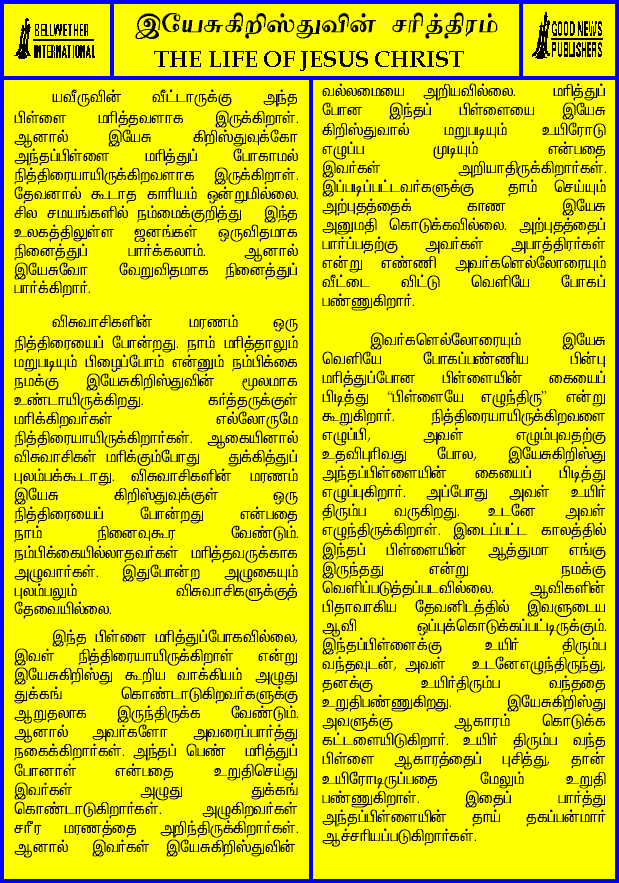 BELLWETHER
INTERNATIONAL
இயேசுகிறிஸ்துவின் சரித்திரம்
THE LIFE OF JESUS CHRIST
GOOD NEWS
PUBLISHERS
யவீருவின் வீட்டாருக்கு அந்த
பிள்ளை மரித்தவளாக இருக்கிறாள்.
ஆனால் இயேசு கிறிஸ்துவுக்கோ
அந்தப்பிள்ளை மரித்துப் போகாமல்
நித்திரையாயிருக்கிறவளாக இருக்கிறாள்.
தேவனால் கூடாத காரியம் ஒன்றுமில்லை.
சில சமயங்களில் நம்மைக்குறித்து இந்த
உலகத்திலுள்ள ஜனங்கள் ஒருவிதமாக
நினைத்துப் பார்க்கலாம். ஆனால்
இயேசுவோ வேறுவிதமாக நினைத்துப்
பார்க்கிறார்.
விசுவாசிகளின் மரணம் ஒரு
நித்திரையைப் போன்றது. நாம் மரித்தாலும்
மறுபடியும் பிழைப்போம் என்னும் நம்பிக்கை
நமக்கு இயேசுகிறிஸ்துவின் மூலமாக
உண்டாயிருக்கிறது. கர்த்தருக்குள்
மரிக்கிறவர்கள் எல்லோருமே
நித்திரையாயிருக்கிறார்கள். ஆகையினால்
விசுவாசிகள் மரிக்கும்போது துக்கித்துப்
புலம்பக்கூடாது. விசுவாசிகளின் மரணம்
இயேசு கிறிஸ்துவுக்குள் ஒரு
நித்திரையைப் போன்றது என்பதை
நாம் நினைவுகூர வேண்டும்.
நம்பிக்கையில்லாதவர்கள் மரித்தவருக்காக
அழுவார்கள். இதுபோன்ற அழுகையும்
புலம்பலும் விசுவாசிகளுக்குத்
தேவையில்லை.
இந்த பிள்ளை மரித்துப்போகவில்லை,
இவள் நித்திரையாயிருக்கிறாள் என்று
இயேசுகிறிஸ்து கூறிய வாக்கியம் அழுது
துக்கங் கொண்டாடுகிறவர்களுக்கு
ஆறுதலாக இருந்திருக்க வேண்டும்.
ஆனால் அவர்களோ அவரைப்பார்த்து
நகைக்கிறார்கள். அந்தப் பெண் மரித்துப்
போனாள் என்பதை உறுதிசெய்து
இவர்கள் அழுது துக்கங்
கொண்டாடுகிறார்கள். அழுகிறவர்கள்
சரீர மரணத்தை அறிந்திருக்கிறார்கள்.
ஆனால் இவர்கள் இயேசுகிறிஸ்துவின்
வல்லமையை அறியவில்லை. மரித்துப்
போன இந்தப் பிள்ளையை இயேசு
கிறிஸ்துவால் மறுபடியும் உயிரோடு
எழுப்ப முடியும் என்பதை
இவர்கள் அறியாதிருக்கிறார்கள்.
இப்படிப்பட்டவர்களுக்கு தாம் செய்யும்
அற்புதத்தைக் காண இயேசு
அனுமதி கொடுக்கவில்லை. அற்புதத்தைப்
பார்ப்பதற்கு அவர்கள் அபாத்திரர்கள்
என்று எண்ணி அவர்களெல்லோரையும்
வீட்டை விட்டு வெளியே போகப்
பண்ணுகிறார்.
இவர்களெல்லோரையும் இயேசு
வெளியே போகப்பண்ணிய பின்பு
மரித்துப்போன பிள்ளையின் கையைப்
பிடித்து “பிள்ளையே எழுந்திரு” என்று
கூறுகிறார். நித்திரையாயிருக்கிறவளை
எழுப்பி, அவள் எழும்புவதற்கு
உதவிபுரிவது போல, இயேசுகிறிஸ்து
அந்தப்பிள்ளையின் கையைப் பிடித்து
எழுப்புகிறார். அப்போது அவள் உயிர்
திரும்ப வருகிறது. உடனே அவள்
எழுந்திருக்கிறாள். இடைப்பட்ட காலத்தில்
இந்தப் பிள்ளையின் ஆத்துமா எங்கு
இருந்தது என்று நமக்கு
வெளிப்படுத்தப்படவில்லை. ஆவிகளின்
பிதாவாகிய தேவனிடத்தில் இவளுடைய
ஆவி ஒப்புக்கொடுக்கப்பட்டிருக்கும்.
இந்தப்பிள்ளைக்கு உயிர் திரும்ப
வந்தவுடன், அவள் உடனேஎழுந்திருந்து,
தனக்கு உயிர்திரும்ப வந்ததை
உறுதிபண்ணுகிறது. இயேசுகிறிஸ்து
அவளுக்கு ஆகாரம் கொடுக்க
கட்டளையிடுகிறார். உயிர் திரும்ப வந்த
பிள்ளை ஆகாரத்தைப் புசித்து, தான்
உயிரோடிருப்பதை மேலும் உறுதி
பண்ணுகிறாள். இதைப் பார்த்து
அந்தப்பிள்ளையின் தாய் தகப்பன்மார்
ஆச்சரியப்படுகிறார்கள்.